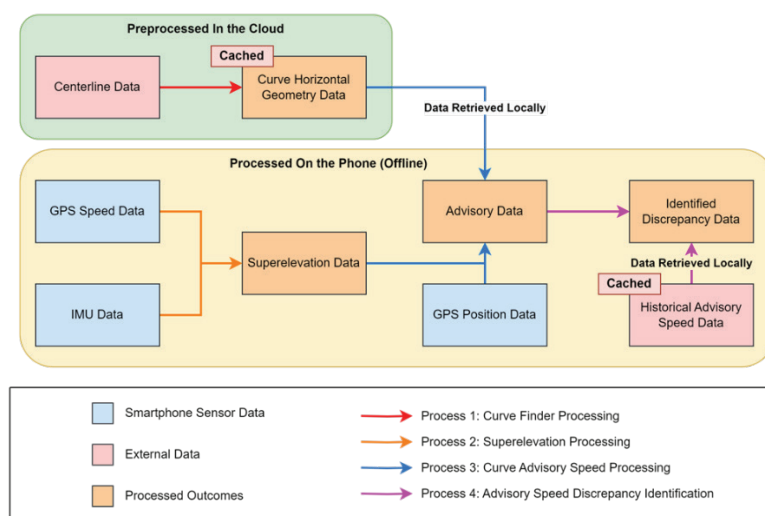 Preprocessed In the Cloud
Cached
Centerline Data
Curve Horizontal
Geometry Data
Data Retrieved Locally
Processed On the Phone (Offline)
GPS Speed Data
Advisory Data
Identified
Discrepancy Data
Superelevation Data
Data Retrieved Locally
Cached
IMU Data
GPS Position Data
Historical Advisory
Speed Data
Smartphone Sensor Data
External Data
Processed Outcomes
Process 1: Curve Finder Processing
Process 2: Superelevation Processing
Process 3: Curve Advisory Speed Processing
Process 4: Advisory Speed Discrepancy Identification